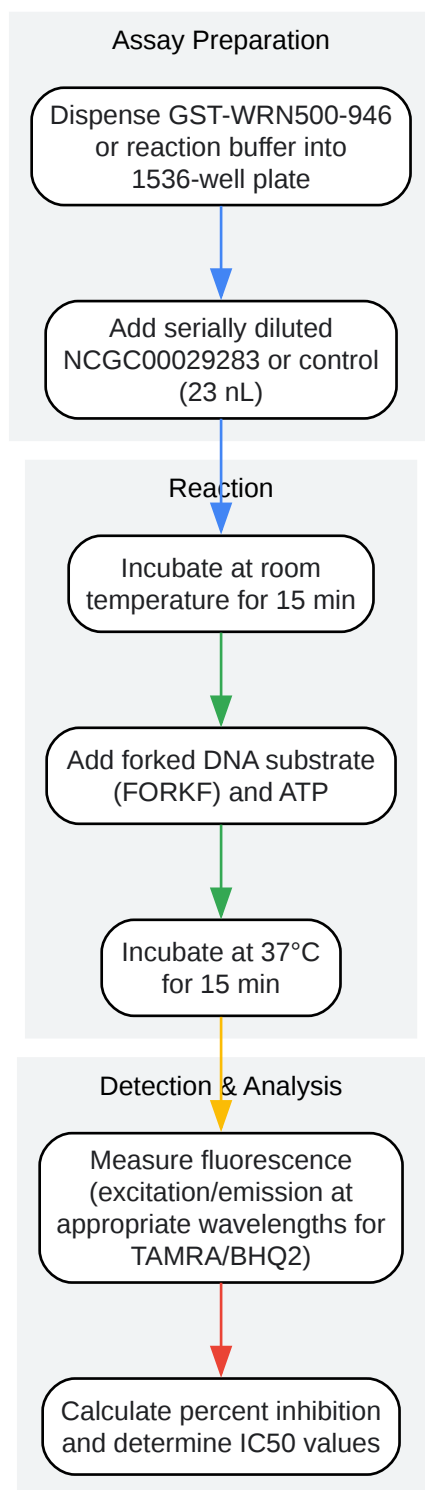 Assay Preparation
Dispense GST-WRN500-946
or reaction buffer into
1536-well plate
Add serially diluted
NCGC00029283 or control
(23 nL)
Reaction
Incubate at room
temperature for 15 min
Add forked DNA substrate
(FORKF) and ATP
Incubate at 37°C
for 15 min
Detection & Analysis
Measure fluorescence
(excitation/emission at
appropriate wavelengths for
TAMRA/BHQ2)
Calculate percent inhibition
and determine IC50 values